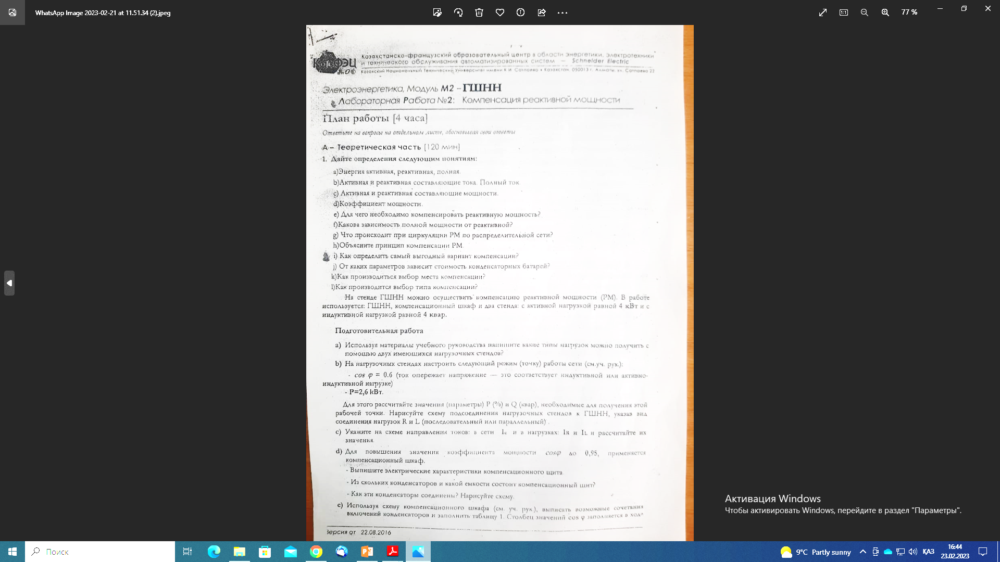 WhatsApp Image 2023-02-21 at 11.51.34 (2).jpeg
77 %
Казахстанско-французский образовательный центр в области энергетики, электротехники
и технического обслуживания автоматизированных систем — Schneider Electric
Казахский Национальный Технический Университет имени К.И. Сатпаева • Казахстан, 050013 г. Алматы, ул. Сатпаева 22
Электроэнергетика, Модуль М2 – ГШНН
Лабораторная Работа №2: Компенсация реактивной мощности
План работы [4 часа]
Ответьте на вопросы на отдельном листе, обосновывая свои ответы
А – Теоретическая часть [120 мин]
1. Дайте определения следующим понятиям:
a)Энергия активная, реактивная, полная.
b)Активная и реактивная составляющие тока. Полный ток
c) Активная и реактивная составляющие мощности.
d)Коэффициент мощности.
e) Для чего необходимо компенсировать реактивную мощность?
f)Какова зависимость полной мощности от реактивной?
g) Что происходит при циркуляции РМ по распределительной сети?
h)Объясните принцип компенсации РМ.
i) Как определить самый выгодный вариант компенсации?
j) От каких параметров зависит стоимость конденсаторных батарей?
k)Как производиться выбор места компенсации?
l)Как производится выбор типа компенсации?
На стенде ГШНН можно осуществить компенсацию реактивной мощности (РМ). В работе
используется: ГШНН, компенсационный шкаф и два стенда: с активной нагрузкой равной 4 кВт и с
индуктивной нагрузкой равной 4 квар.
Подготовительная работа
a) Используя материалы учебного руководства напишите какие типы нагрузок можно получить с
помощью двух имеющихся нагрузочных стендов?
b) На нагрузочных стендах настроить следующий режим (точку) работы сети (см.уч. рук.):
- cos φ = 0.6 (ток опережает напряжение — это соответствует индуктивной или активно-
индуктивной нагрузке)
- P=2,6 kВт.
Для этого рассчитайте значения (параметры) P (%) и Q (квар), необходимые для получения этой
рабочей точки. Нарисуйте схему подсоединения нагрузочных стендов к ГШНН, указав вид
соединения нагрузок R и L (последовательный или параллельный) .
c) Укажите на схеме направления токов: в сети Ic и в нагрузках: IR и IL и рассчитайте их
значения.
d) Для повышения значения коэффициента мощности cosφ до 0,95, применяется
компенсационный шкаф.
- Выпишите электрические характеристики компенсационного щита.
- Из скольких конденсаторов и какой емкости состоит компенсационный щит?
- Как эти конденсаторы соединены? Нарисуйте схему.
e) Используя схему компенсационного шкафа (см. уч. рук.), выписать возможные сочетания
включений конденсаторов и заполнить таблицу 1. Столбец значений cos φ заполняется в
Версия от 22.08.2016
Активация Windows
Чтобы активировать Windows, перейдите в раздел "Параметры".
Поиск
9°C Partly sunny
ҚАЗ
16:44
23.02.2023